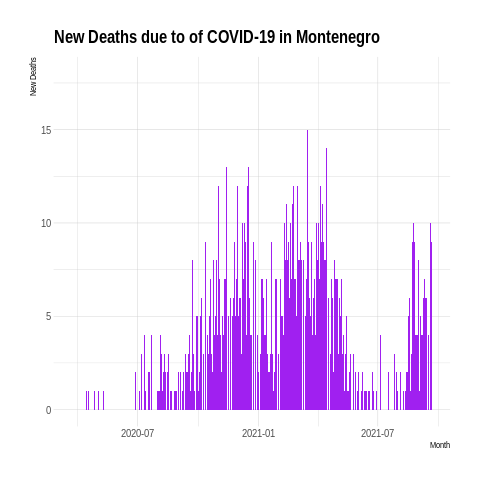 New Deaths due to of COVID-19 in Montenegro
New Deaths
15
10
5
0
2020-07
2021-01
2021-07
Month